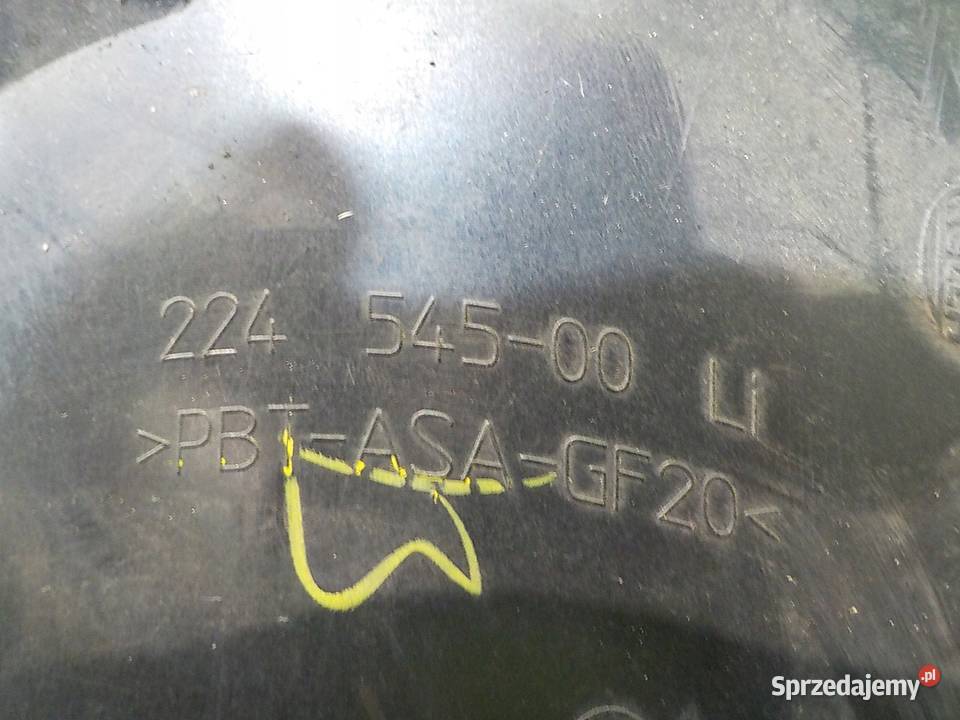 224 545-00 Li
>PBT-ASA-GF20<
Sprzedajemy.pl